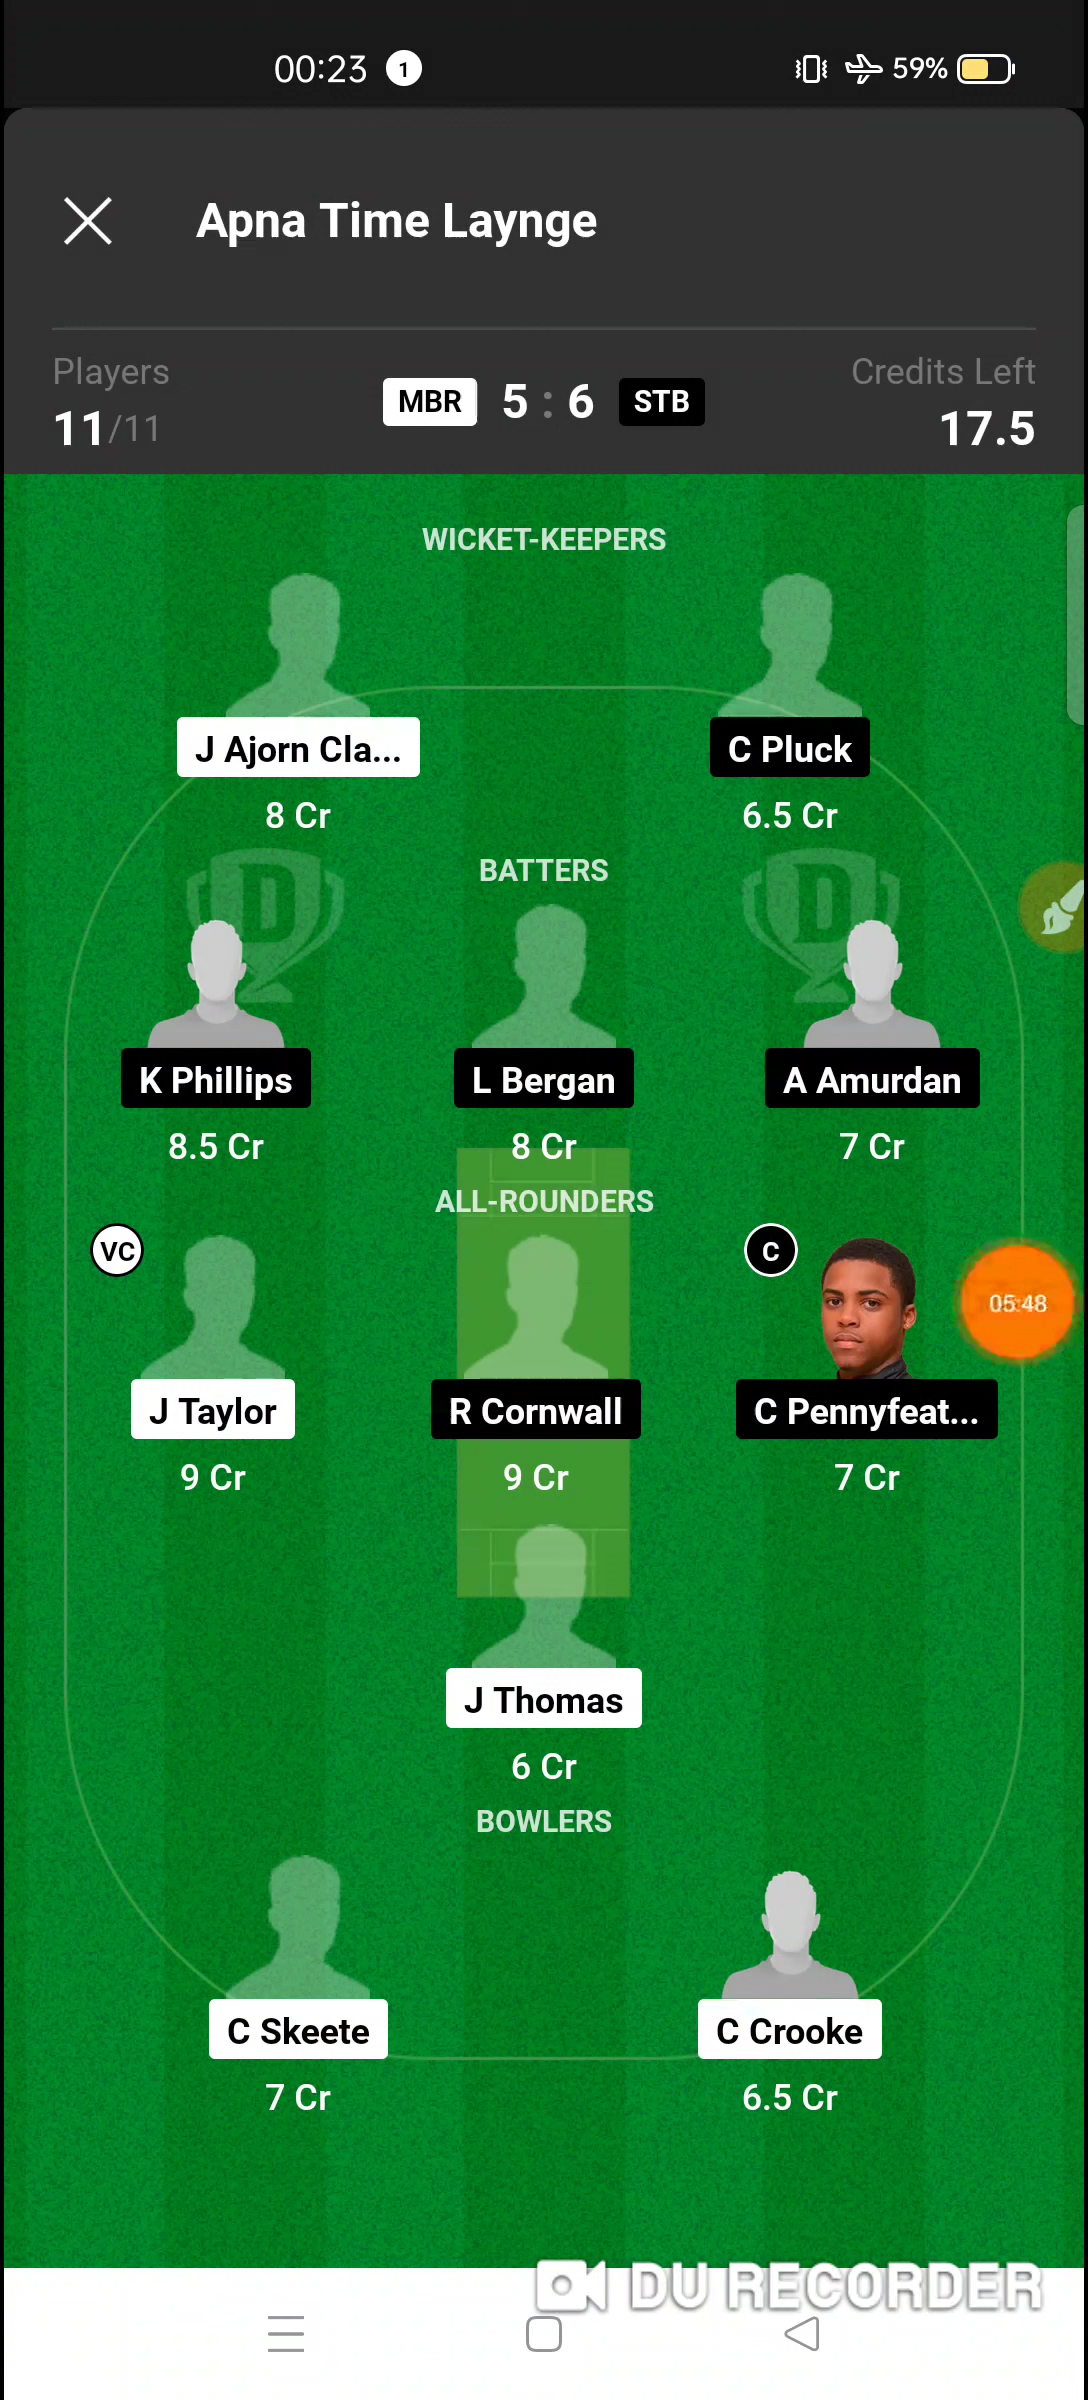 00:23 1 59%
Apna Time Laynge
Players
Credits Left
11/11
MBR 5 : 6 STB
17.5
WICKET-KEEPERS
J Ajorn Cla... C Pluck
8 Cr 6.5 Cr
BATTERS
D D
K Phillips L Bergan A Amurdan
8.5 Cr 8 Cr 7 Cr
ALL-ROUNDERS
VC C
05:48
J Taylor R Cornwall C Pennyfeat...
9 Cr 9 Cr 7 Cr
J Thomas
6 Cr
BOWLERS
C Skeete C Crooke
7 Cr 6.5 Cr
DU RECORDER